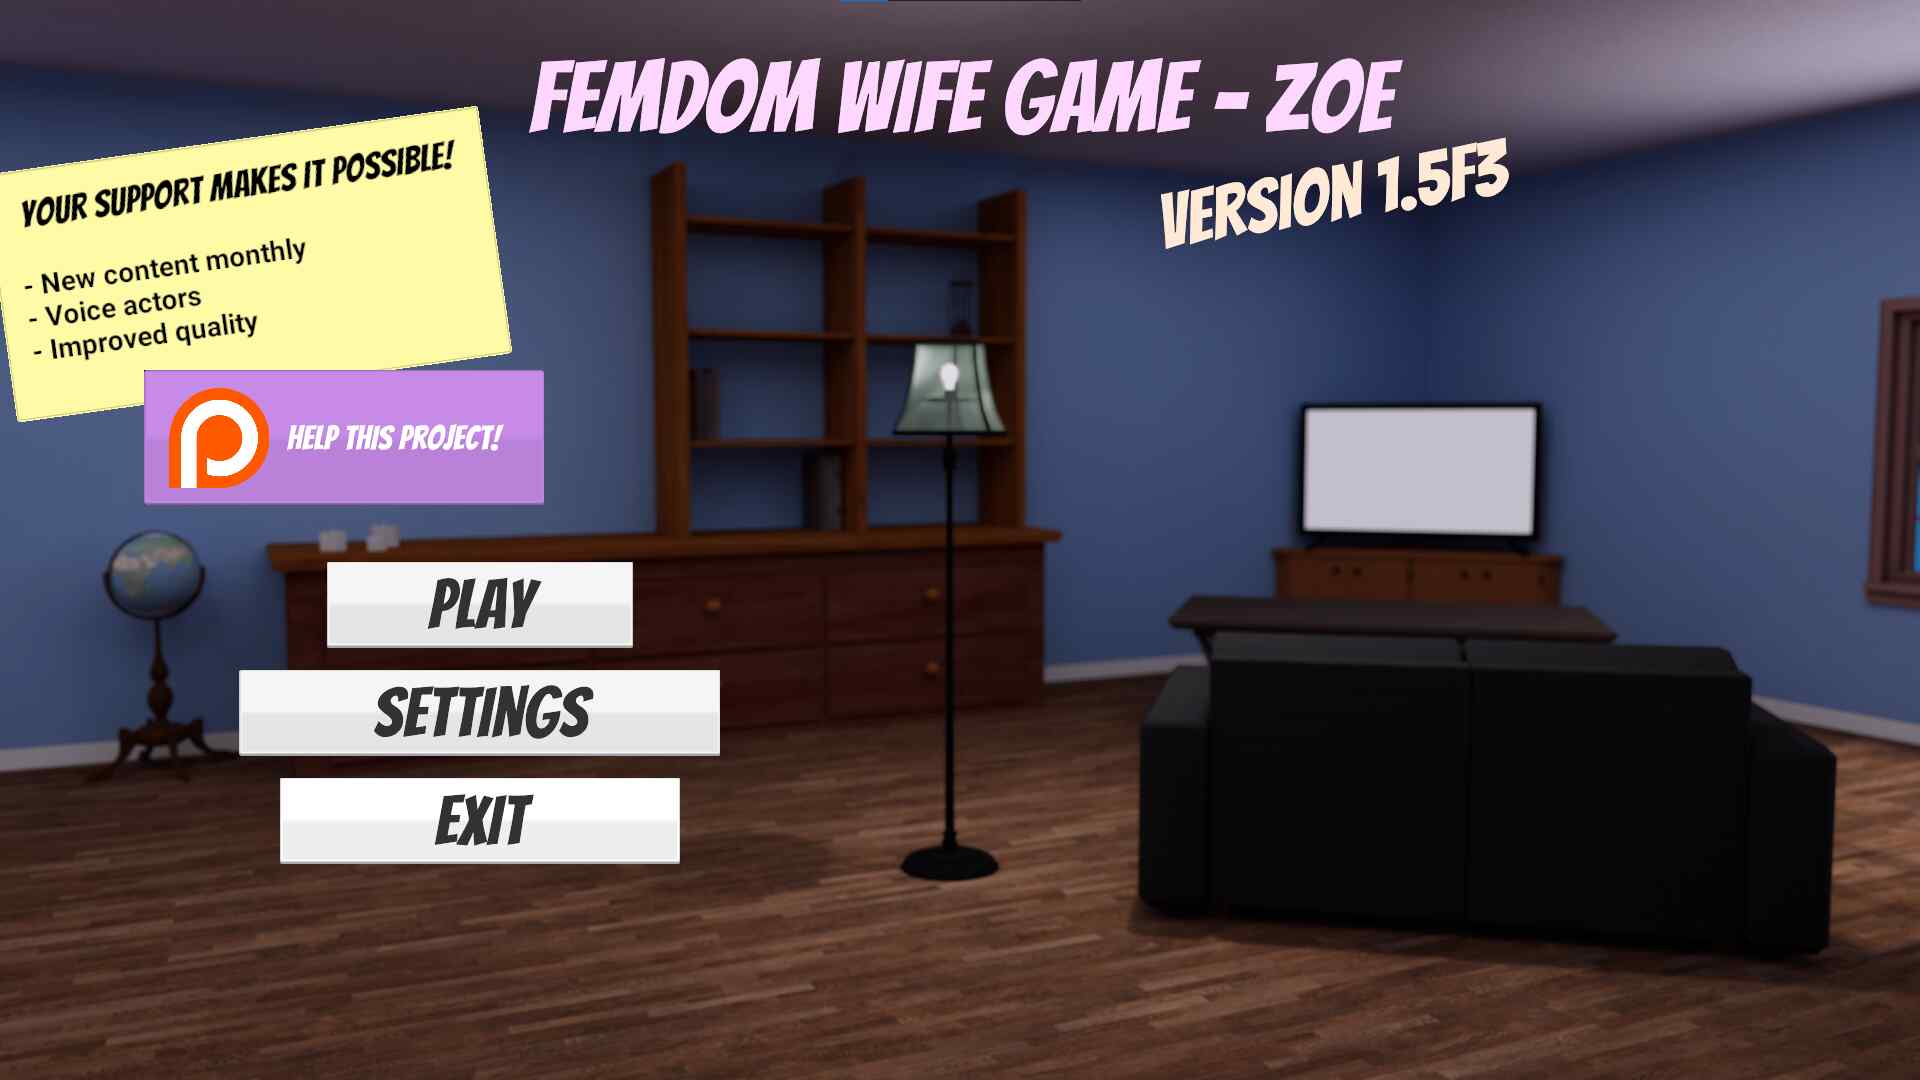 FEMDOM WIFE GAME - ZOE
VERSION 1.5F3
YOUR SUPPORT MAKES IT POSSIBLE!
- New content monthly
- Voice actors
- Improved quality
HELP THIS PROJECT!
PLAY
SETTINGS
EXIT